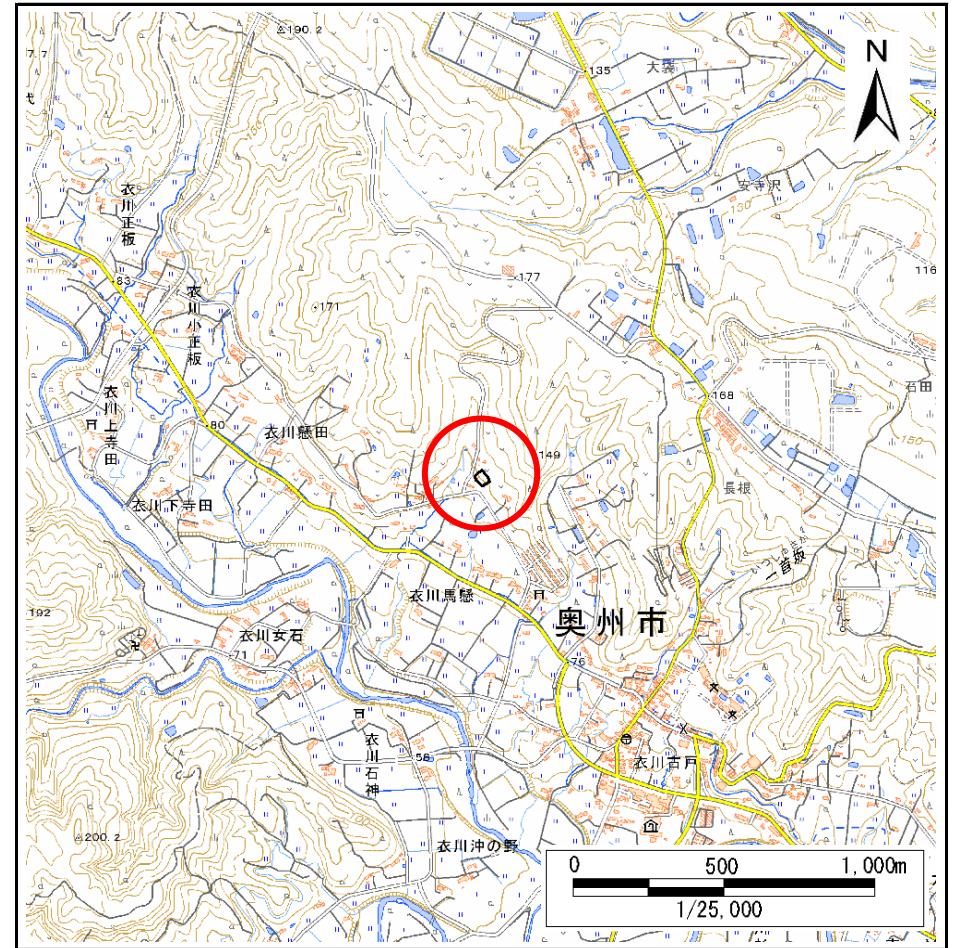 190.2
7.7
135
大袋
N
衣川正板
安寺沢
116
83
衣川小正板
177
171
石田
衣川上寺田
168
150
80
衣川懸田
149
長根
衣川下寺田
一首坂
衣川馬懸
192
奥州市
衣川女石
71
76
衣川石神
58
衣川古戸
200.2
衣川沖の野
0 500 1,000m
1/25,000